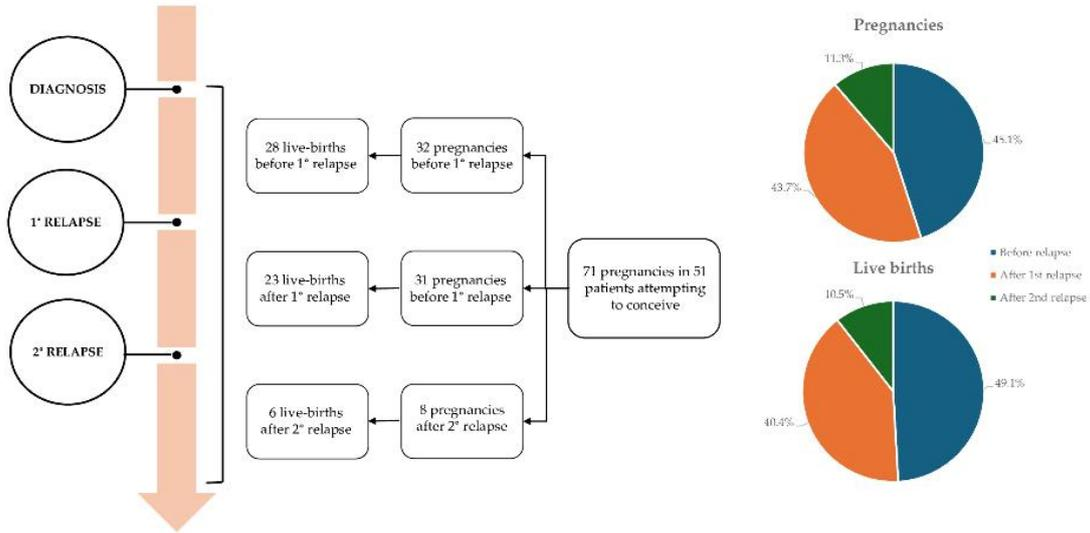 DIAGNOSIS
1° RELAPSE
2° RELAPSE
28 live-births
before 1° relapse
32 pregnancies
before 1° relapse
23 live-births
after 1° relapse
31 pregnancies
before 1° relapse
6 live-births
after 2° relapse
8 pregnancies
after 2° relapse
71 pregnancies in 51
patients attempting
to conceive
Pregnancies
11.3%
45.1%
43.7%
Before relapse
After 1st relapse
After 2nd relapse
Live births
10.5%
49.1%
40.4%